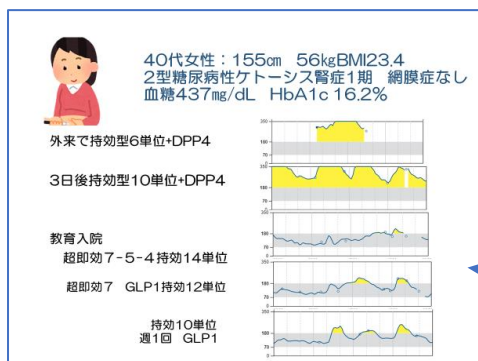 40代女性：155㎝　56㎏BMI23.4
2型糖尿病性ケトーシス腎症1期　網膜症なし
血糖437㎎/dL　HbA1c 16.2%
外来で持効型6単位+DPP4
3日後持効型10単位+DPP4
教育入院
超即効7-5-4持効14単位
超即効7　GLP1持効12単位
持効10単位
週1回　GLP1